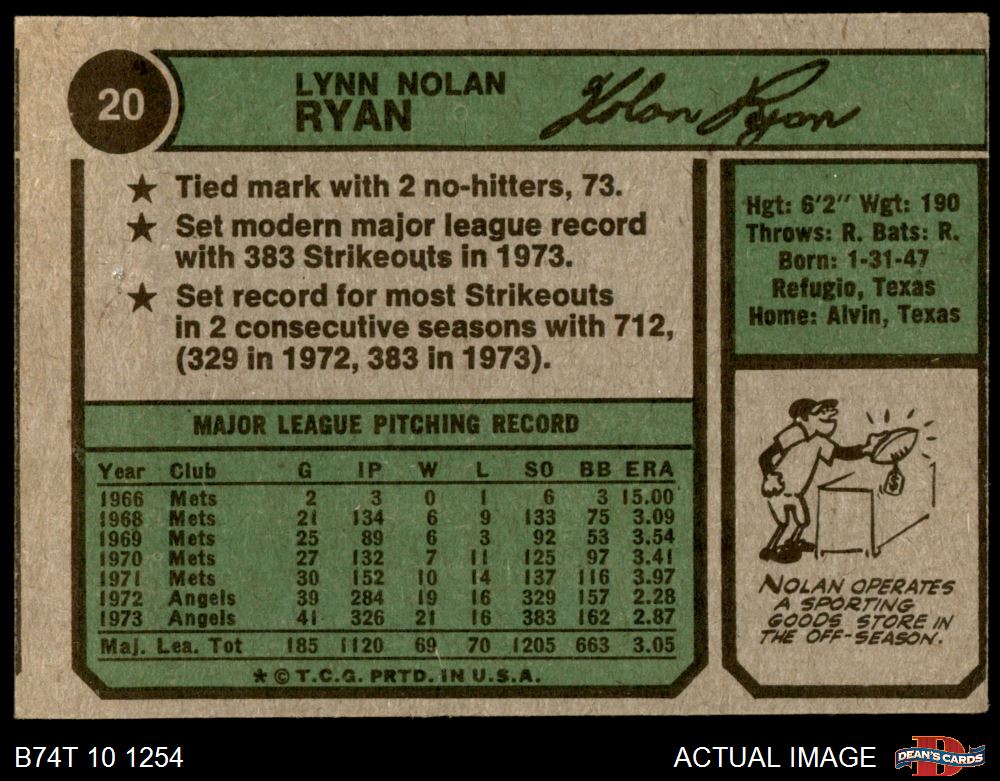 20
LYNN NOLAN
RYAN
Nolan Ryan
★ Tied mark with 2 no-hitters, 73.
★ Set modern major league record
with 383 Strikeouts in 1973.
★ Set record for most Strikeouts
in 2 consecutive seasons with 712,
(329 in 1972, 383 in 1973).
Hgt: 6'2" Wgt: 190
Throws: R. Bats: R.
Born: 1-31-47
Refugio, Texas
Home: Alvin, Texas
MAJOR LEAGUE PITCHING RECORD
Year Club G IP W L SO BB ERA
1966 Mets 2 3 0 1 6 3 15.00
1968 Mets 21 134 6 9 133 75 3.09
1969 Mets 25 89 6 3 92 53 3.54
1970 Mets 27 132 7 11 125 97 3.41
1971 Mets 30 152 10 14 137 116 3.97
1972 Angels 39 284 19 16 329 157 2.28
1973 Angels 41 326 21 16 383 162 2.87
Maj. Lea. Tot 185 1120 69 70 1205 663 3.05
* © T.C.G. PRTD. IN U.S.A.
$
NOLAN OPERATES
A SPORTING
GOODS STORE IN
THE OFF-SEASON.
B74T 10 1254
ACTUAL IMAGE
D
DEAN'S CARDS